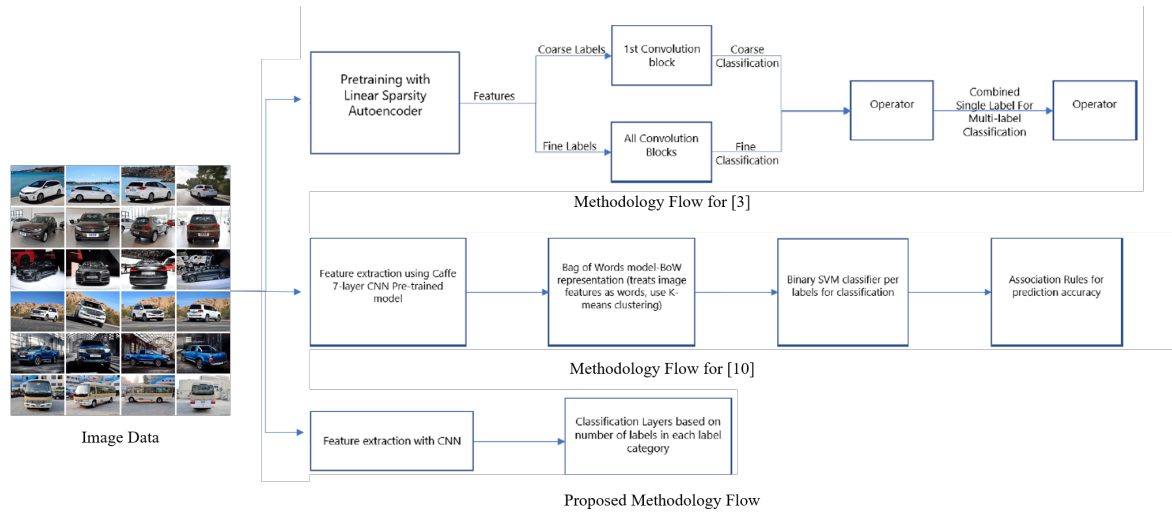 Pretraining with
Linear Sparsity
Autoencoder
Features
Coarse Labels
Fine Labels
1st Convolution
block
All Convolution
Blocks
Coarse
Classification
Fine
Classification
Operator
Combined
Single Label For
Multi-label
Classification
Operator
Methodology Flow for [3]
Feature extraction using Caffe
7-layer CNN Pre-trained
model
Bag of Words model-BoW
representation (treats image
features as words, use K-
means clustering)
Binary SVM classifier per
labels for classification
Association Rules for
prediction accuracy
Methodology Flow for [10]
Image Data
Feature extraction with CNN
Classification Layers based on
number of labels in each label
category
Proposed Methodology Flow